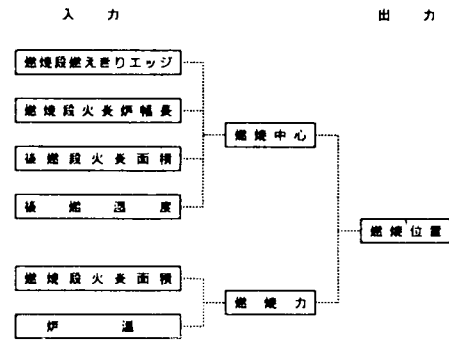 入力
出力
燃焼段燃えきりエッジ
燃焼段火炎炉幅長
後燃段火炎面積
後燃温度
燃焼段火炎面積
炉温
燃焼中心
燃焼力
燃焼位置